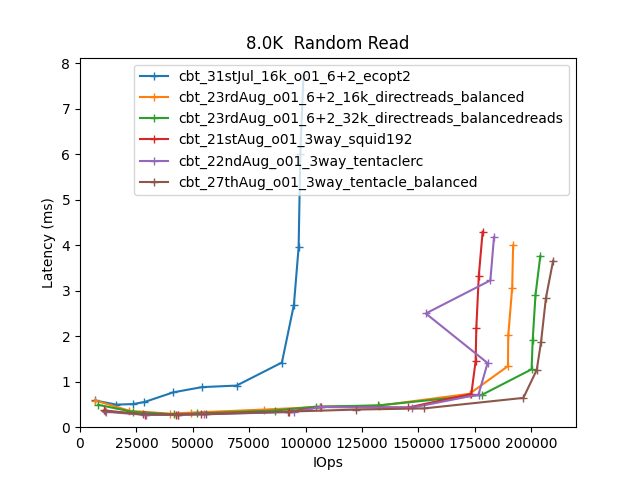 8.0K  Random Read
8
7
6
5
4
3
2
1
0
Latency (ms)
cbt_31stJul_16k_o01_6+2_ecopt2
cbt_23rdAug_o01_6+2_16k_directreads_balanced
cbt_23rdAug_o01_6+2_32k_directreads_balancedreads
cbt_21stAug_o01_3way_squid192
cbt_22ndAug_o01_3way_tentaclerc
cbt_27thAug_o01_3way_tentacle_balanced
0 25000 50000 75000 100000 125000 150000 175000 200000
IOps